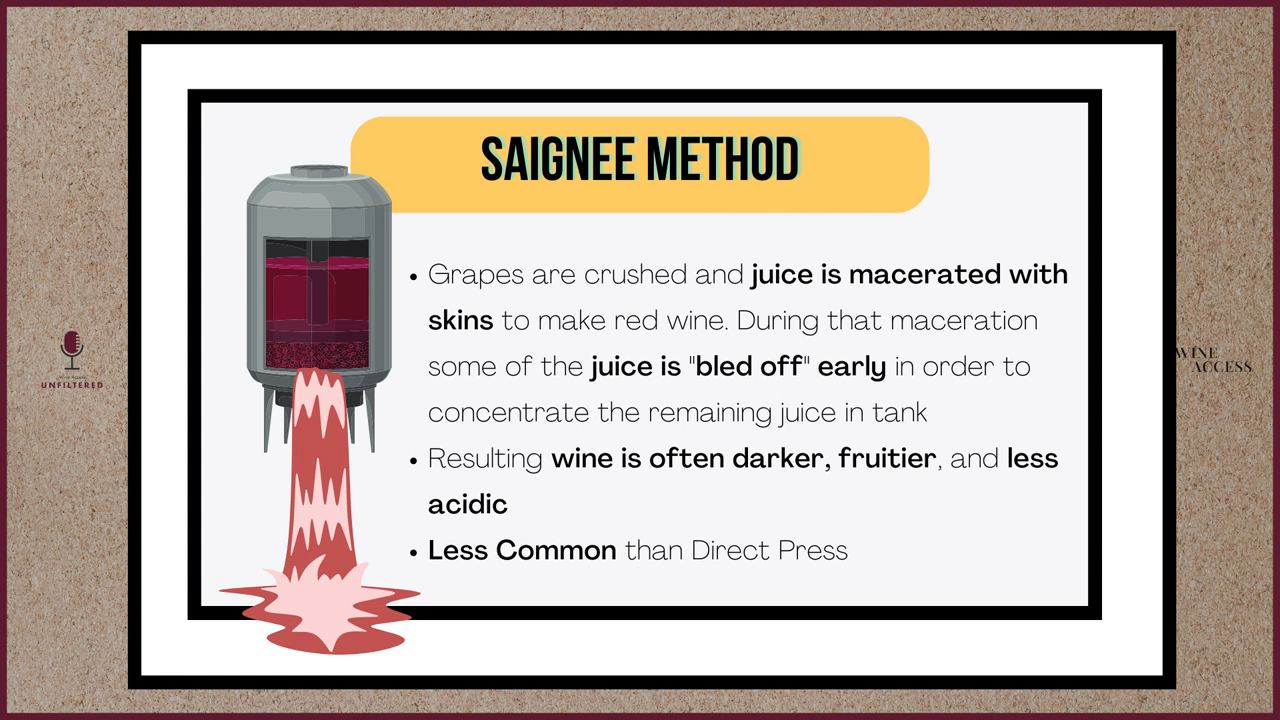 SAIGNEE METHOD
• Grapes are crushed and juice is macerated with
skins to make red wine. During that maceration
some of the juice is "bled off" early in order to
concentrate the remaining juice in tank
• Resulting wine is often darker, fruitier, and less
acidic
• Less Common than Direct Press
Wine Access
UNFILTERED
WINE
ACCESS